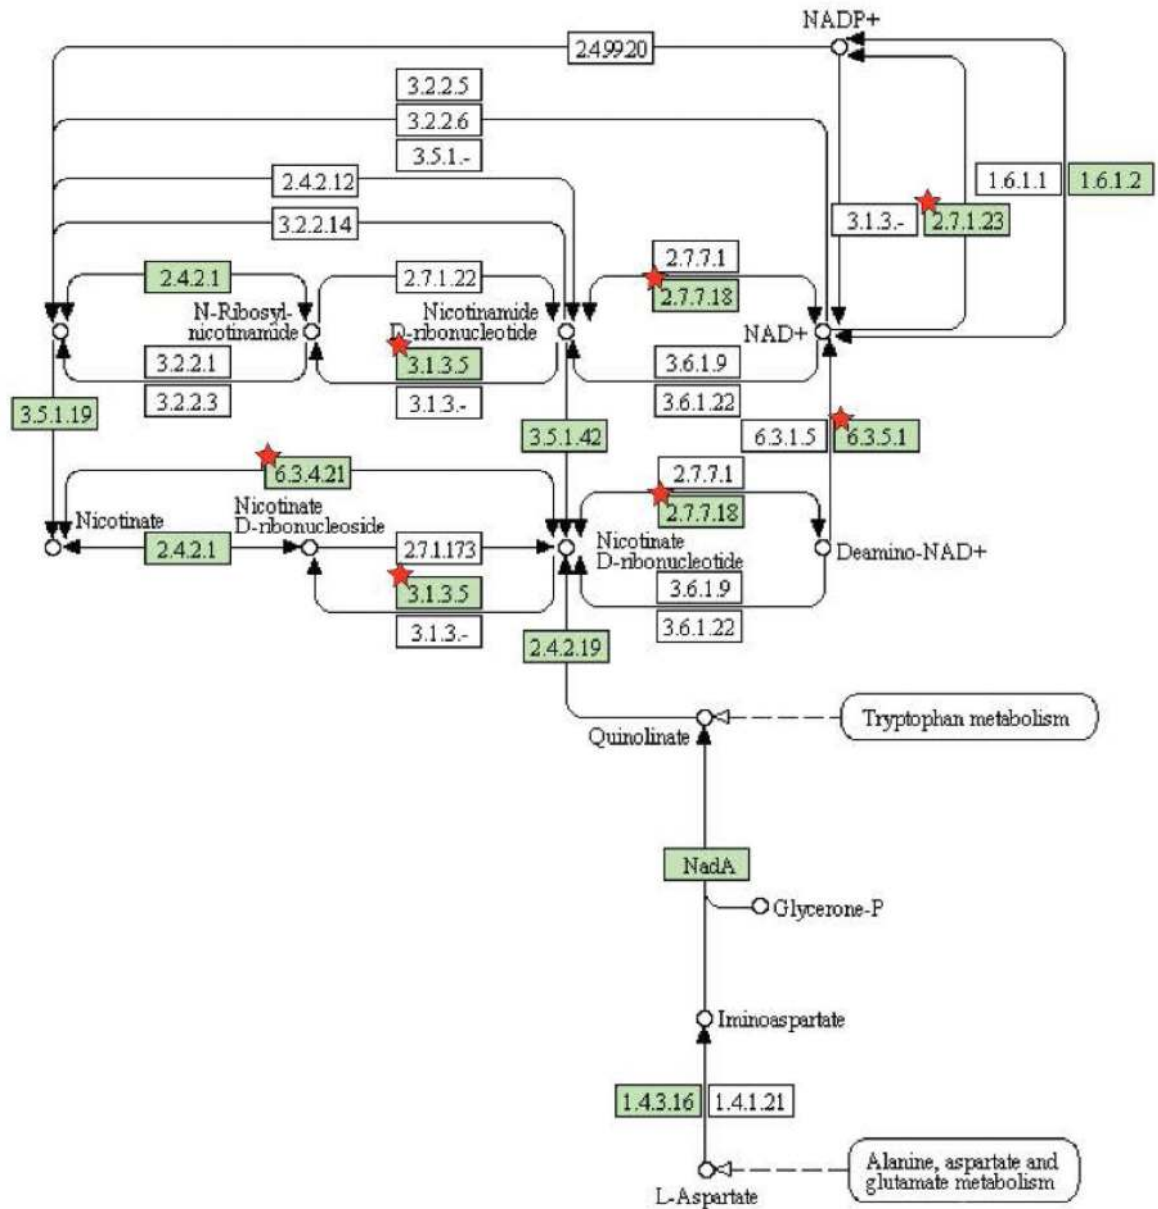 NADP+
2.4.99.20
3.2.2.5
3.2.2.6
3.5.1.-
2.4.2.12
3.2.2.14
1.6.1.1
1.6.1.2
3.1.3.-
2.7.1.23
2.4.2.1
2.7.1.22
2.7.7.1
2.7.7.18
N-Ribosyl-
nicotinamide
Nicotinamide
D-ribonucleotide
NAD+
3.2.2.1
3.2.2.3
3.1.3.5
3.1.3.-
3.6.1.9
3.6.1.22
3.5.1.19
3.5.1.42
6.3.1.5
6.3.5.1
6.3.4.21
2.7.7.1
2.7.7.18
Nicotinate
Nicotinate
D-ribonucleoside
2.4.2.1
2.7.1.173
Nicotinate
D-ribonucleotide
Deamino-NAD+
3.1.3.5
3.1.3.-
3.6.1.9
3.6.1.22
2.4.2.19
Quinolinate
Tryptophan metabolism
NadA
Glycerone-P
Iminoaspartate
1.4.3.16
1.4.1.21
L-Aspartate
Alanine, aspartate and
glutamate metabolism